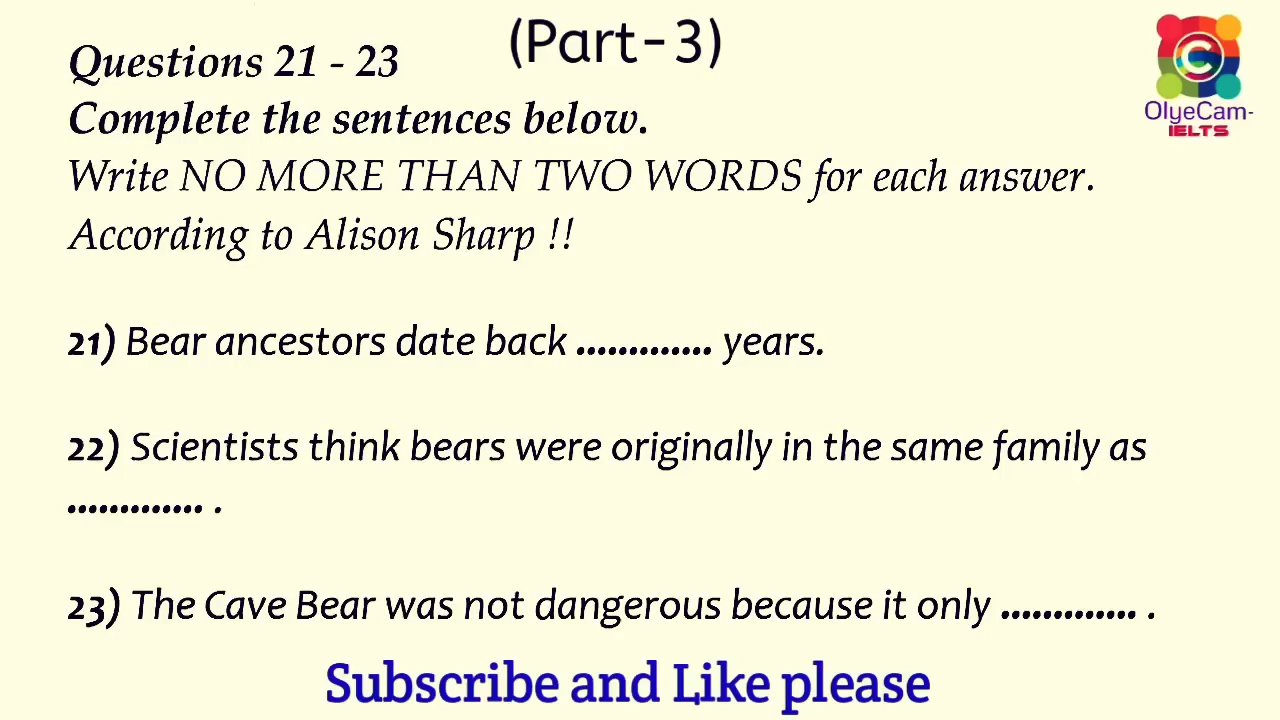 (Part-3)
Questions 21 - 23
Complete the sentences below.
Write NO MORE THAN TWO WORDS for each answer.
According to Alison Sharp !!
OlyeCam-
IELTS
21) Bear ancestors date back ............. years.
22) Scientists think bears were originally in the same family as
............. .
23) The Cave Bear was not dangerous because it only ............. .
Subscribe and Like please